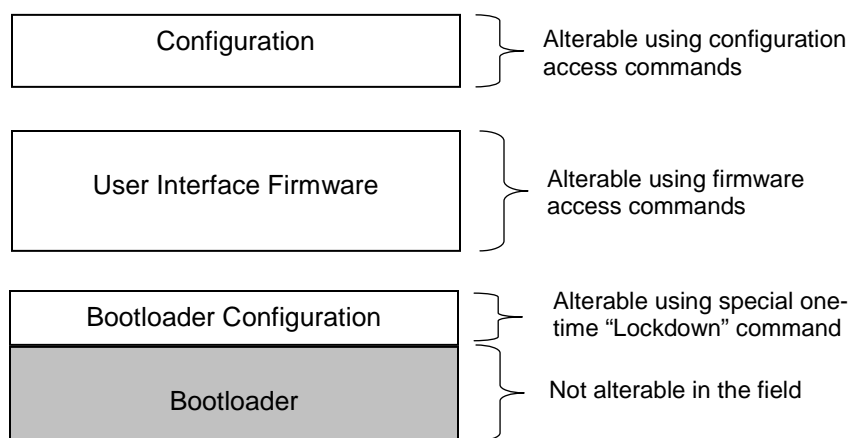 Configuration
Alterable using configuration
access commands
User Interface Firmware
Alterable using firmware
access commands
Bootloader Configuration
Alterable using special one-
time “Lockdown” command
Bootloader
Not alterable in the field